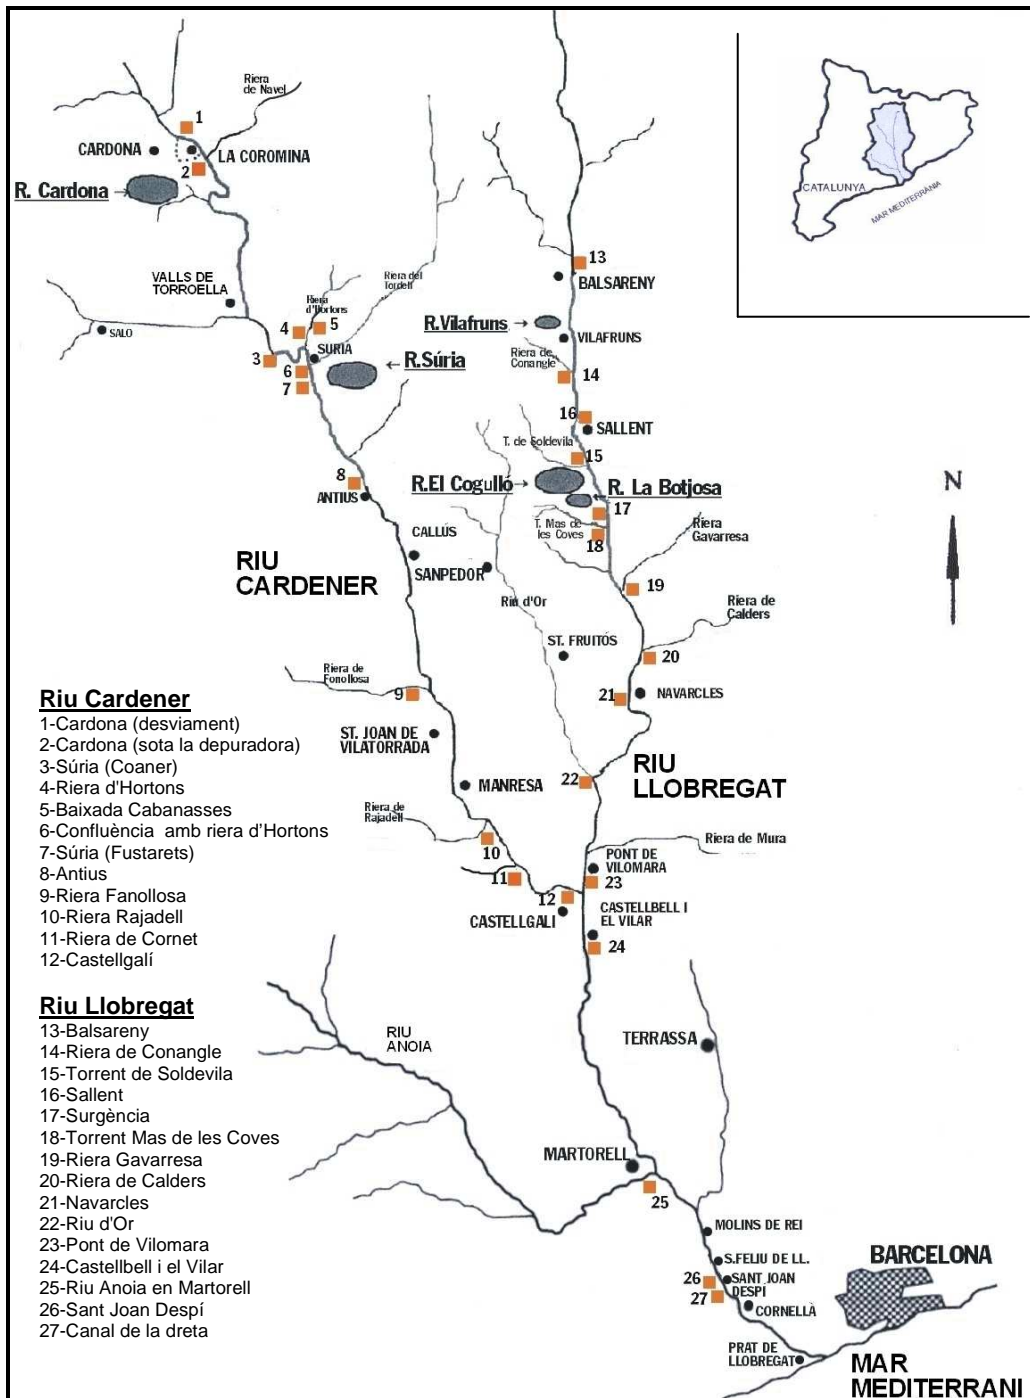 Riera
de Navel
1
CARDONA
LA COROMINA
2
R. Cardona
CATALUNYA
MAR MEDITERRÀNIA
13
BALSARENY
VALLS DE
TORROELLA
Riera del
Tordell
Riera
d'Hortons
SALO
4
5
SURIA
3
6
7
R.Súria
R.Vilafruns
VILAFRUNS
Riera de
Conangle
14
16
SALLENT
T. de Soldevila
15
R.El Cogulló
R. La Botjosa
17
T. Mas de
les Coves
18
8
ANTIUS
CALLÚS
SANPEDOR
RIU
CARDENER
Riera
Gavarresa
N
19
Riu d'Or
Riera de
Calders
ST. FRUITÓS
20
21
NAVARCLES
Riera de
Fonollosa
9
ST. JOAN DE
VILATORRADA
MANRESA
22
RIU
LLOBREGAT
Riera de
Rajadell
10
11
12
CASTELLGALI
Riera de Mura
PONT DE
VILOMARA
23
CASTELLBELL I
EL VILAR
24
Riu Cardener
1-Cardona (desviament)
2-Cardona (sota la depuradora)
3-Súria (Coaner)
4-Riera d'Hortons
5-Baixada Cabanasses
6-Confluència amb riera d'Hortons
7-Súria (Fustarets)
8-Antius
9-Riera Fanollosa
10-Riera Rajadell
11-Riera de Cornet
12-Castellgalí
Riu Llobregat
13-Balsareny
14-Riera de Conangle
15-Torrent de Soldevila
16-Sallent
17-Surgència
18-Torrent Mas de les Coves
19-Riera Gavarresa
20-Riera de Calders
21-Navarcles
22-Riu d'Or
23-Pont de Vilomara
24-Castellbell i el Vilar
25-Riu Anoia en Martorell
26-Sant Joan Despí
27-Canal de la dreta
RIU
ANOIA
TERRASSA
MARTORELL
25
MOLINS DE REI
S.FELIU DE LL.
26
SANT JOAN
DESPÍ
27
CORNELLÀ
BARCELONA
PRAT DE
LLOBREGAT
MAR
MEDITERRANI